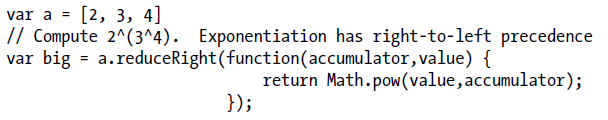 var a = [2, 3, 4]
// Compute 2^(3^4).  Exponentiation has right-to-left precedence
var big = a.reduceRight(function(accumulator,value) {
                            return Math.pow(value,accumulator);
                        });